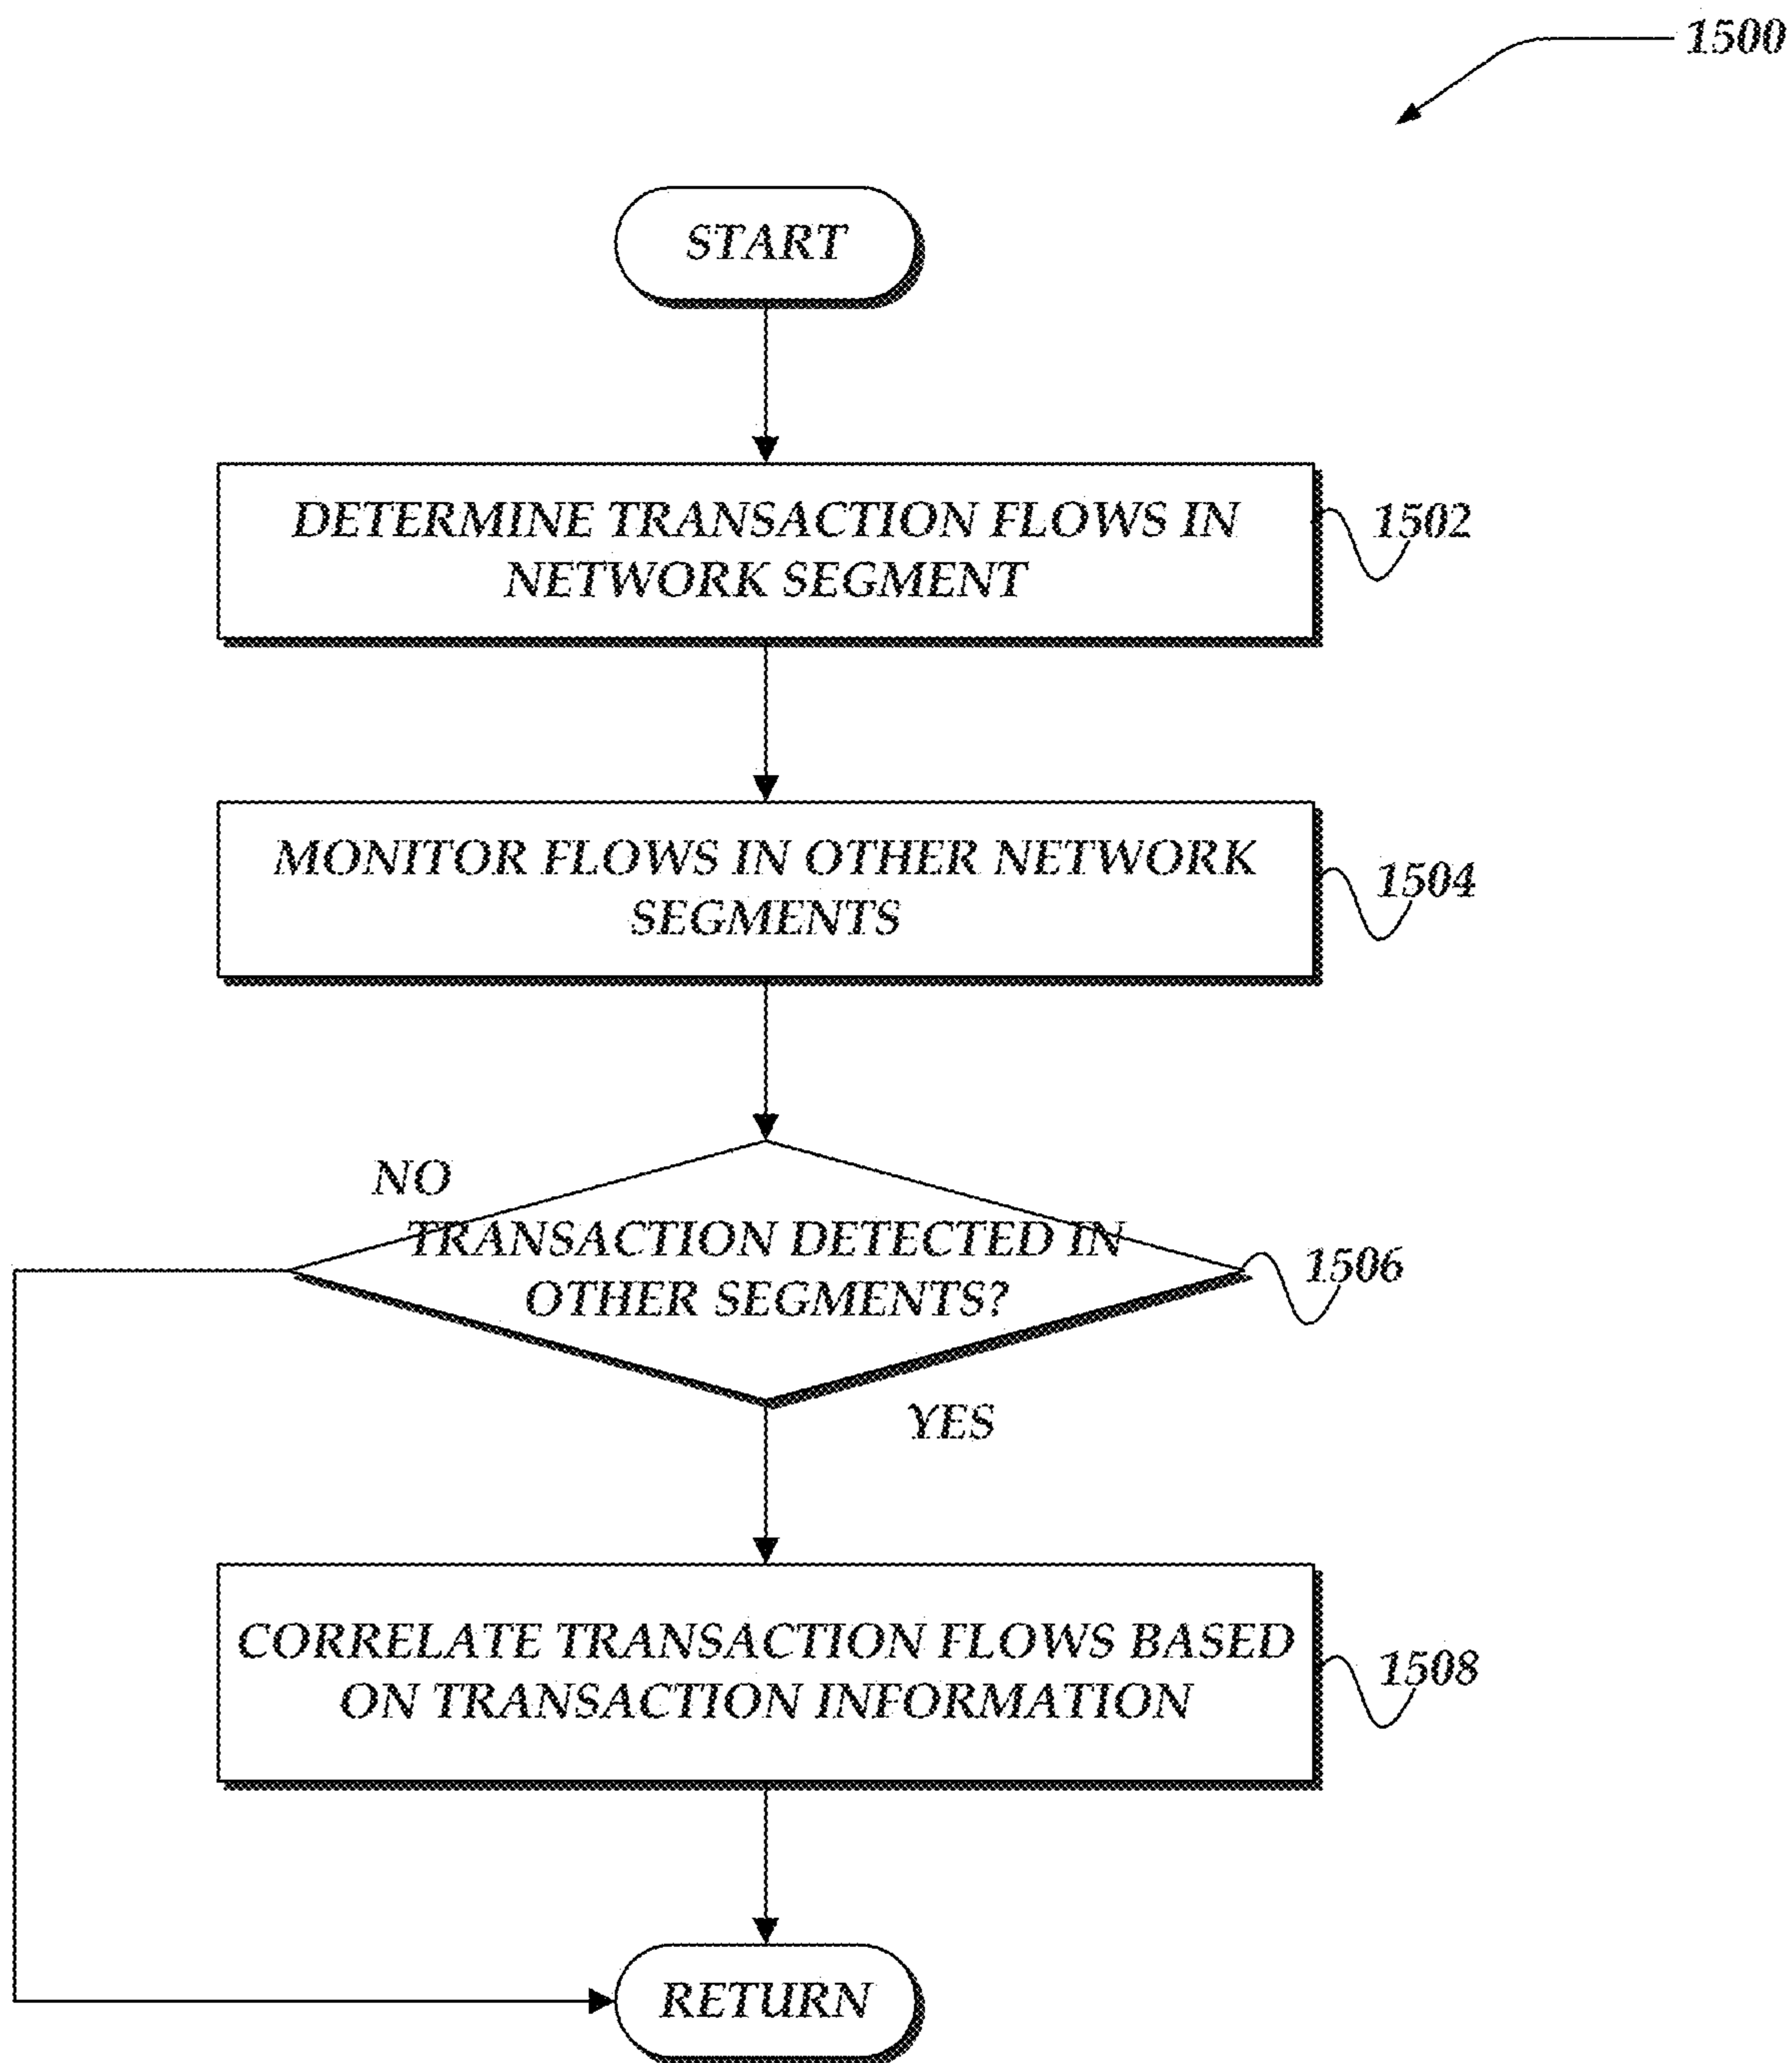 1500
START
DETERMINE TRANSACTION FLOWS IN
NETWORK SEGMENT
1502
MONITOR FLOWS IN OTHER NETWORK
SEGMENTS
1504
NO
TRANSACTION DETECTED IN
OTHER SEGMENTS?
1506
YES
CORRELATE TRANSACTION FLOWS BASED
ON TRANSACTION INFORMATION
1508
RETURN